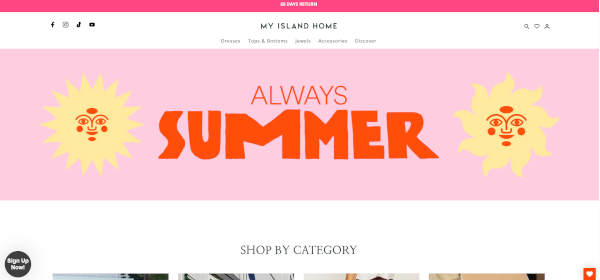 60 DAYS RETURN
MY ISLAND HOME
Dresses Tops & Bottoms Jewels Accessories Discover
ALWAYS
SUMMER
SHOP BY CATEGORY
Sign Up
Now!